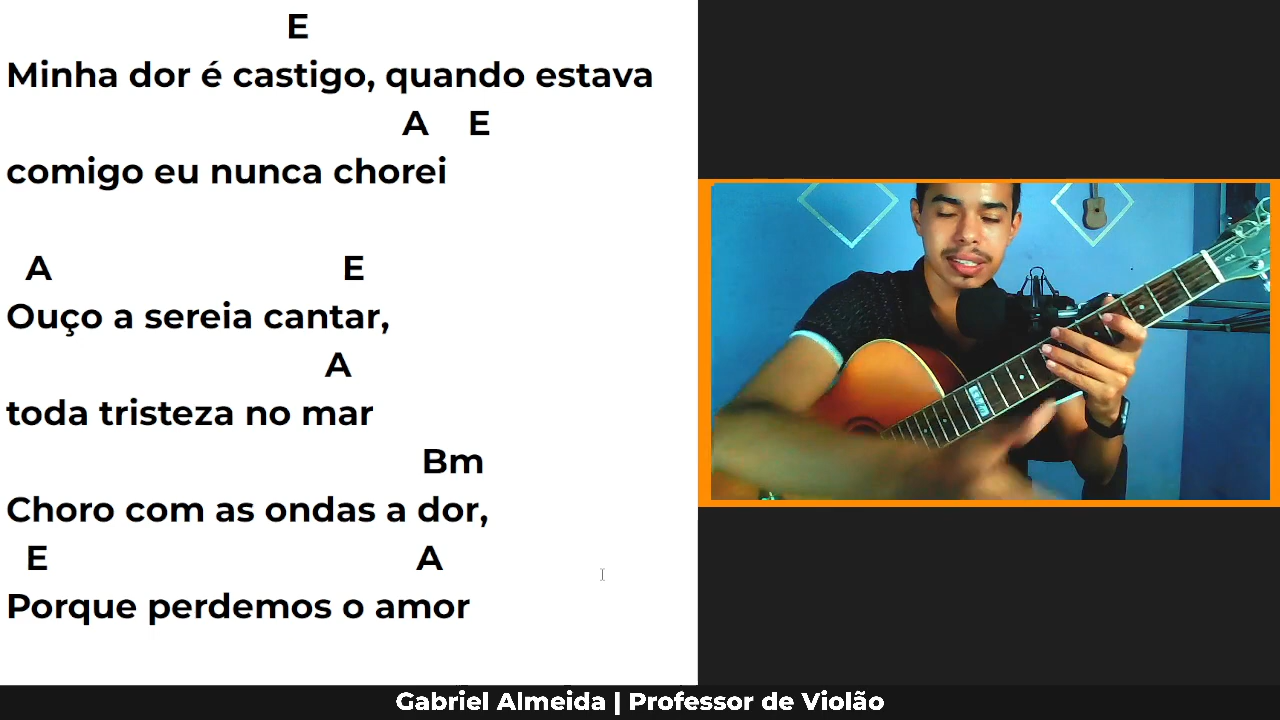 E
Minha dor é castigo, quando estava
A E
comigo eu nunca chorei
A E
Ouço a sereia cantar,
A
toda tristeza no mar
Bm
Choro com as ondas a dor,
E A
Porque perdemos o amor
Gabriel Almeida | Professor de Violão